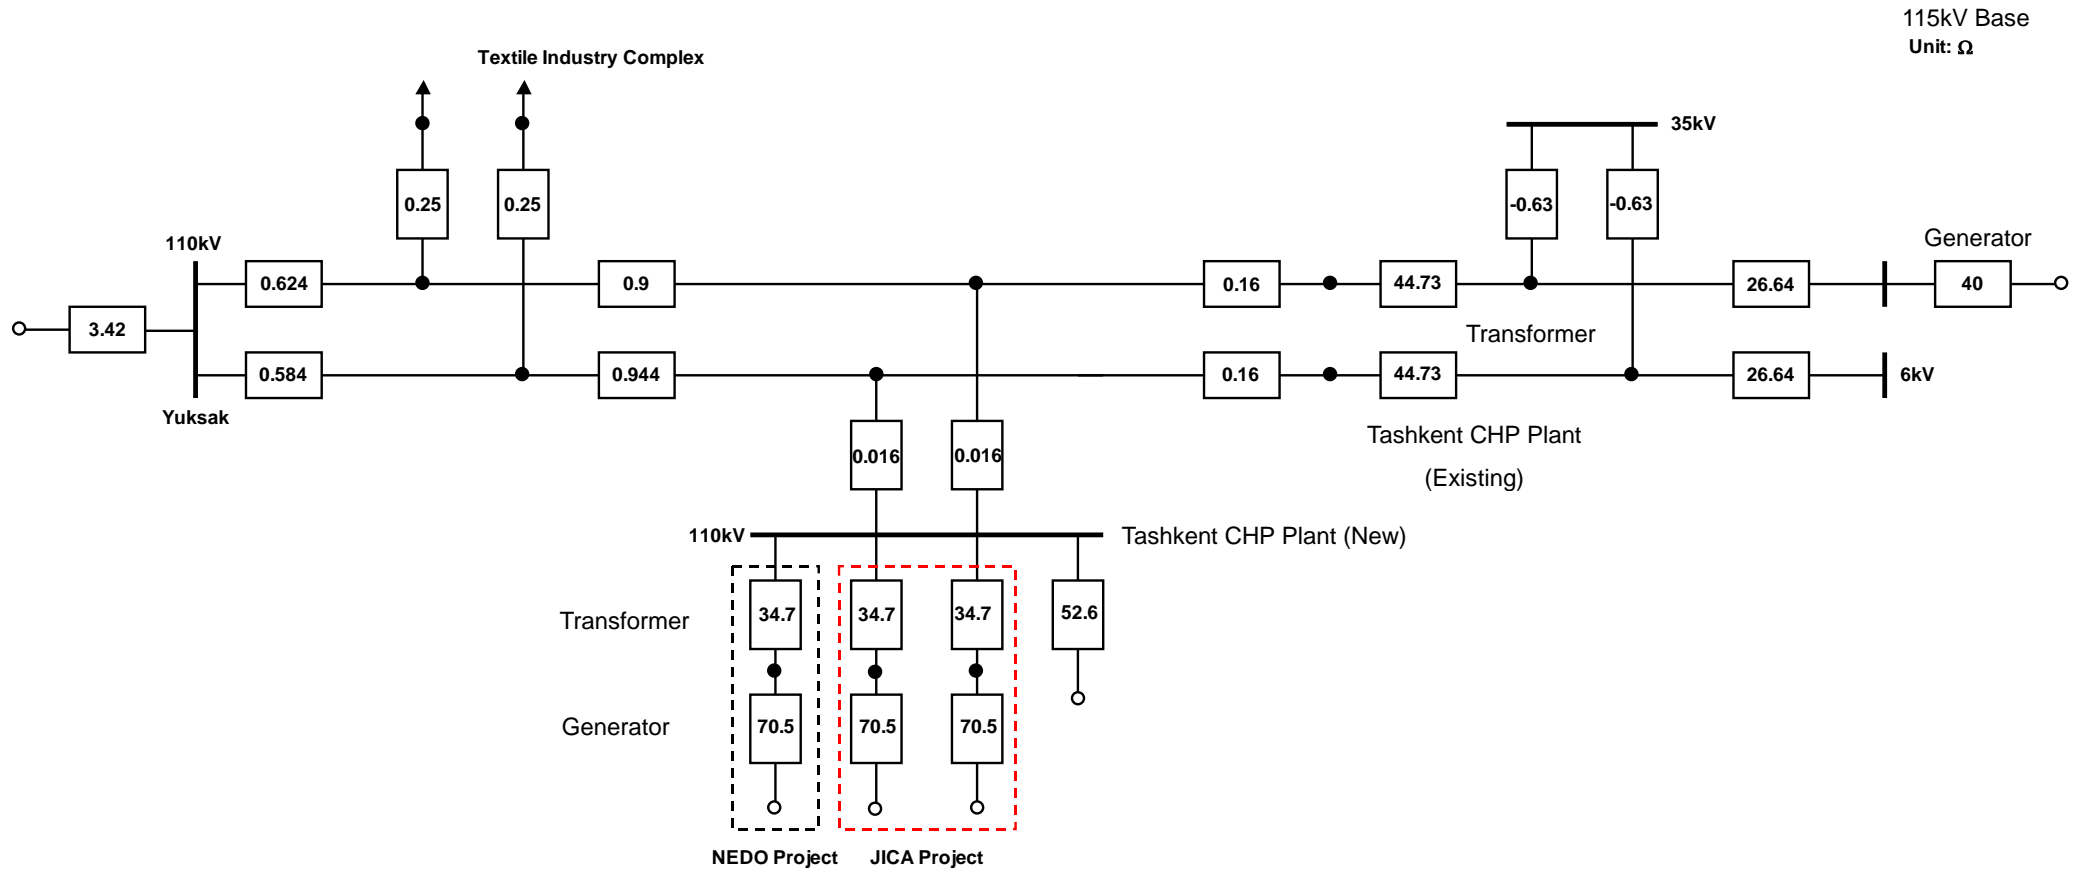 115kV Base
Unit: Ω
Textile Industry Complex
35kV
0.25
0.25
-0.63
-0.63
110kV
Generator
0.624
0.9
0.16
44.73
26.64
40
3.42
Transformer
0.584
0.944
0.16
44.73
26.64
6kV
Yuksak
Tashkent CHP Plant
(Existing)
0.016
0.016
110kV
Tashkent CHP Plant (New)
Transformer
34.7
34.7
34.7
52.6
Generator
70.5
70.5
70.5
NEDO Project
JICA Project